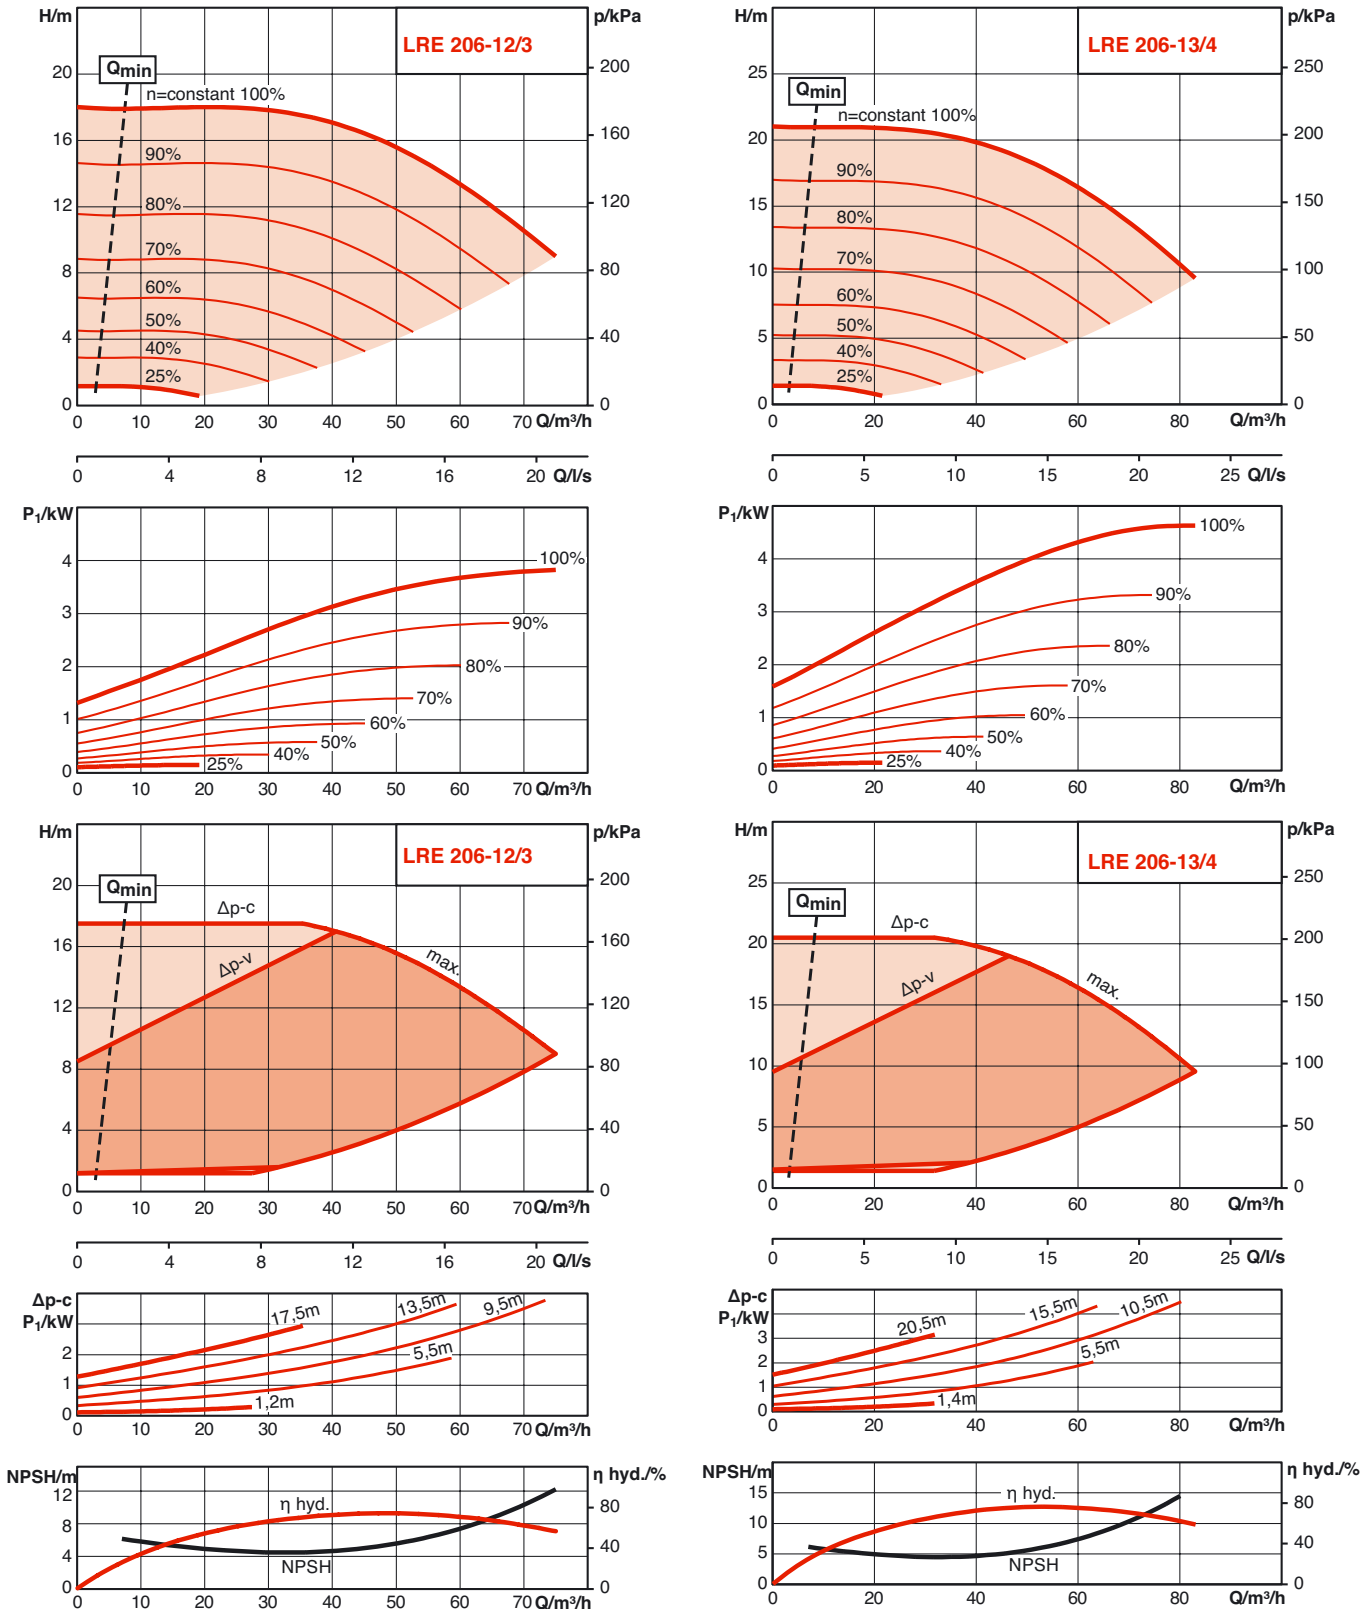 H/m
p/kPa
LRE 206-12/3
Qmin
n=constant 100%
90%
80%
70%
60%
50%
40%
25%
20
16
12
8
4
0
200
160
120
80
40
0
0 10 20 30 40 50 60 70 Q/m³/h
0 4 8 12 16 20 Q/l/s
P₁/kW
4
3
2
1
0
100%
90%
80%
70%
60%
50%
40%
25%
0 10 20 30 40 50 60 70 Q/m³/h
H/m
p/kPa
LRE 206-12/3
Qmin
Δp-c
Δp-v
max.
20
16
12
8
4
0
200
160
120
80
40
0
0 10 20 30 40 50 60 70 Q/m³/h
0 4 8 12 16 20 Q/l/s
Δp-c
P₁/kW
2
1
0
17,5m
13,5m
9,5m
5,5m
1,2m
0 10 20 30 40 50 60 70 Q/m³/h
NPSH/m
η hyd./%
12
8
4
0
80
40
0
η hyd.
NPSH
0 10 20 30 40 50 60 70 Q/m³/h
H/m
p/kPa
LRE 206-13/4
Qmin
n=constant 100%
90%
80%
70%
60%
50%
40%
25%
25
20
15
10
5
0
250
200
150
100
50
0
0 20 40 60 80 Q/m³/h
0 5 10 15 20 25 Q/l/s
P₁/kW
4
3
2
1
0
100%
90%
80%
70%
60%
50%
40%
25%
0 20 40 60 80 Q/m³/h
H/m
p/kPa
LRE 206-13/4
Qmin
Δp-c
Δp-v
max.
25
20
15
10
5
0
250
200
150
100
50
0
0 20 40 60 80 Q/m³/h
0 5 10 15 20 25 Q/l/s
Δp-c
P₁/kW
3
2
1
0
20,5m
15,5m
10,5m
5,5m
1,4m
0 20 40 60 80 Q/m³/h
NPSH/m
η hyd./%
15
10
5
0
80
40
0
η hyd.
NPSH
0 20 40 60 80 Q/m³/h